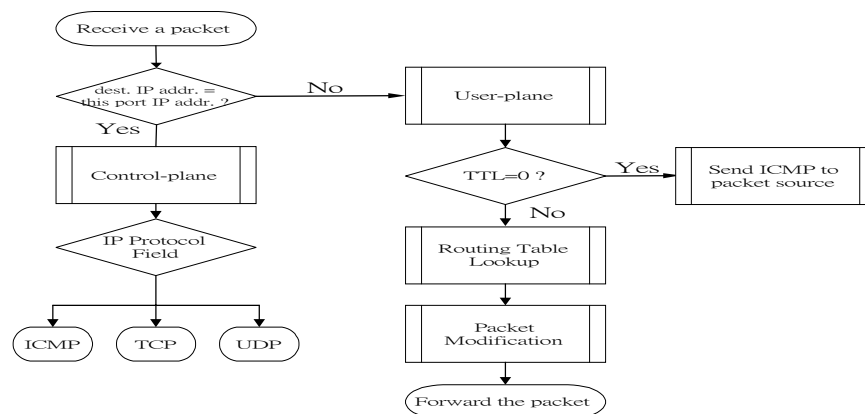 Receive a packet
dest. IP addr. =
this port IP addr. ?
No
Yes
Control-plane
IP Protocol
Field
ICMP
TCP
UDP
User-plane
TTL=0 ?
Yes
Send ICMP to
packet source
No
Routing Table
Lookup
Packet
Modification
Forward the packet